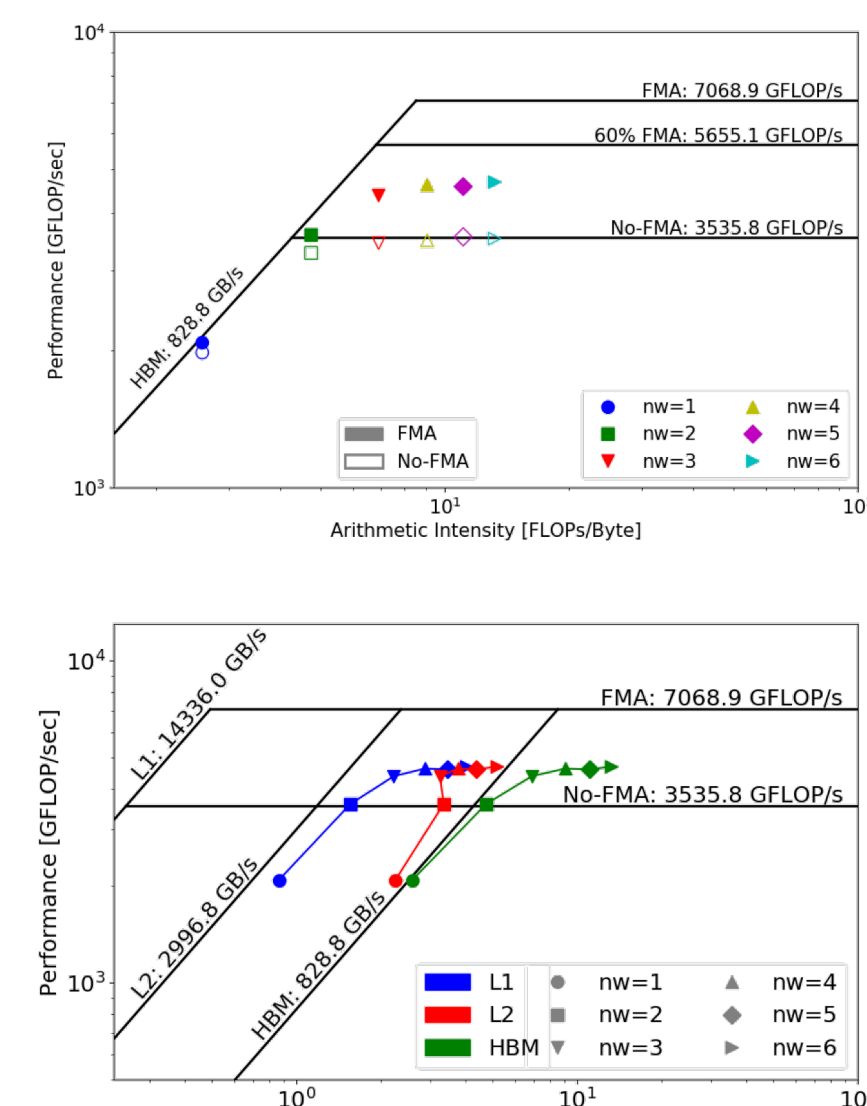 10⁴
FMA: 7068.9 GFLOP/s
60% FMA: 5655.1 GFLOP/s
No-FMA: 3535.8 GFLOP/s
HBM: 828.8 GB/s
Performance [GFLOP/sec]
FMA
No-FMA
nw=1 nw=4
nw=2 nw=5
nw=3 nw=6
10³
10¹ 10
Arithmetic Intensity [FLOPs/Byte]
10⁴
L1: 14336.0 GB/s
FMA: 7068.9 GFLOP/s
No-FMA: 3535.8 GFLOP/s
L2: 2996.8 GB/s
HBM: 828.8 GB/s
Performance [GFLOP/sec]
10³
L1 nw=1 nw=4
L2 nw=2 nw=5
HBM nw=3 nw=6
10⁰ 10¹ 10